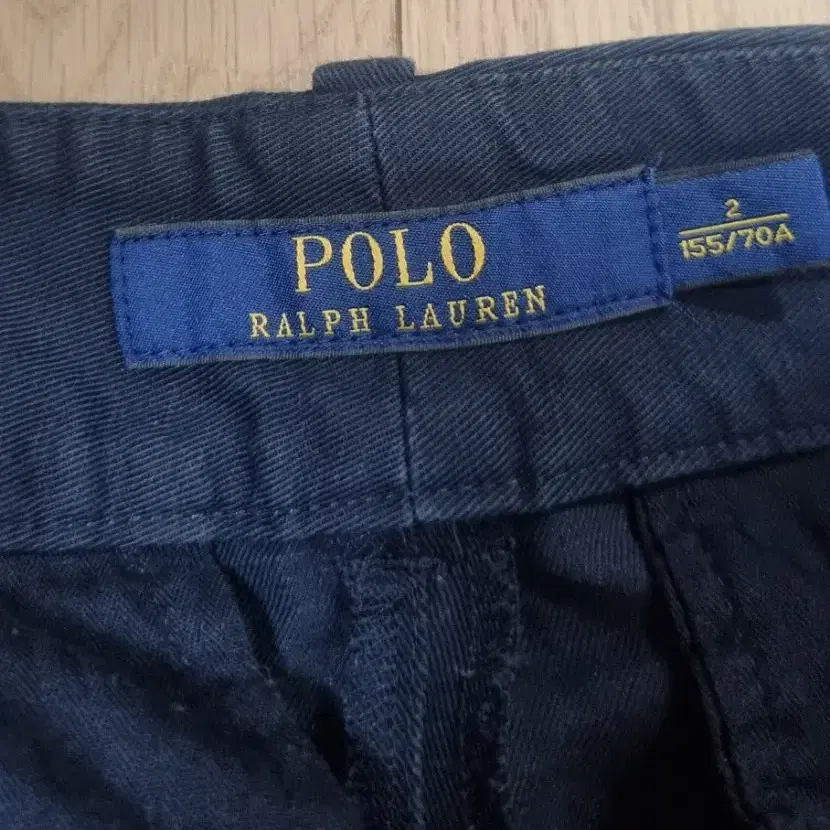 POLO
RALPH LAUREN
2
155/70A